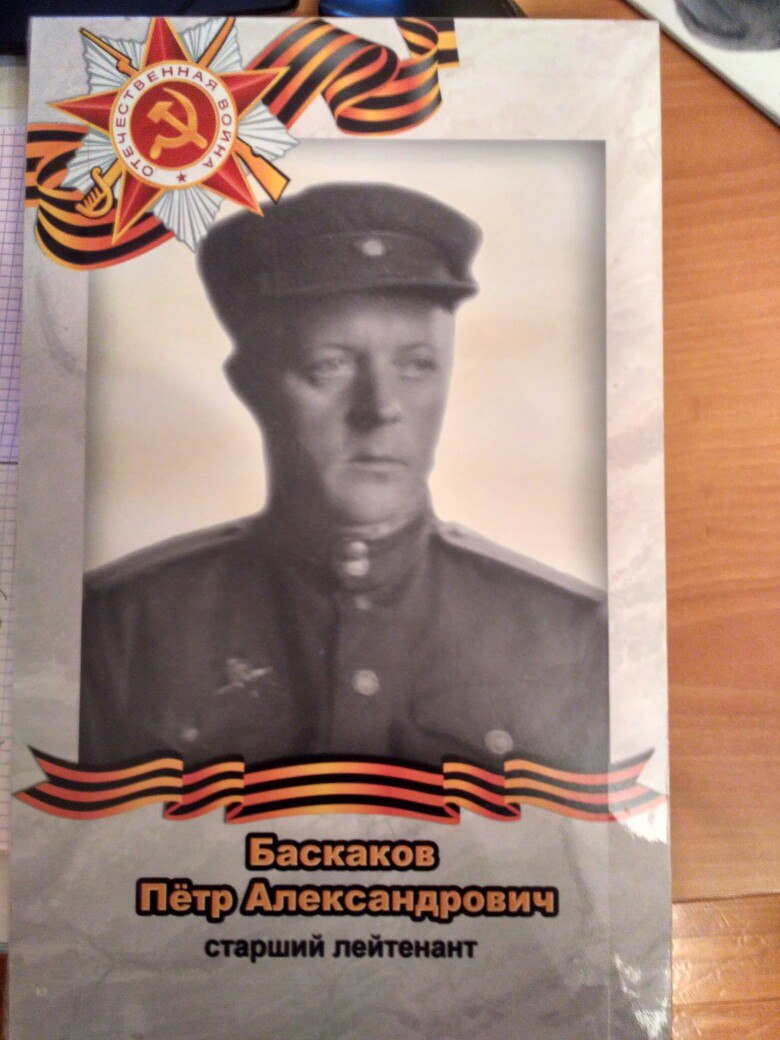 ОТЕЧЕСТВЕННАЯ ВОЙНА
Баскаков
Пётр Александрович
старший лейтенант